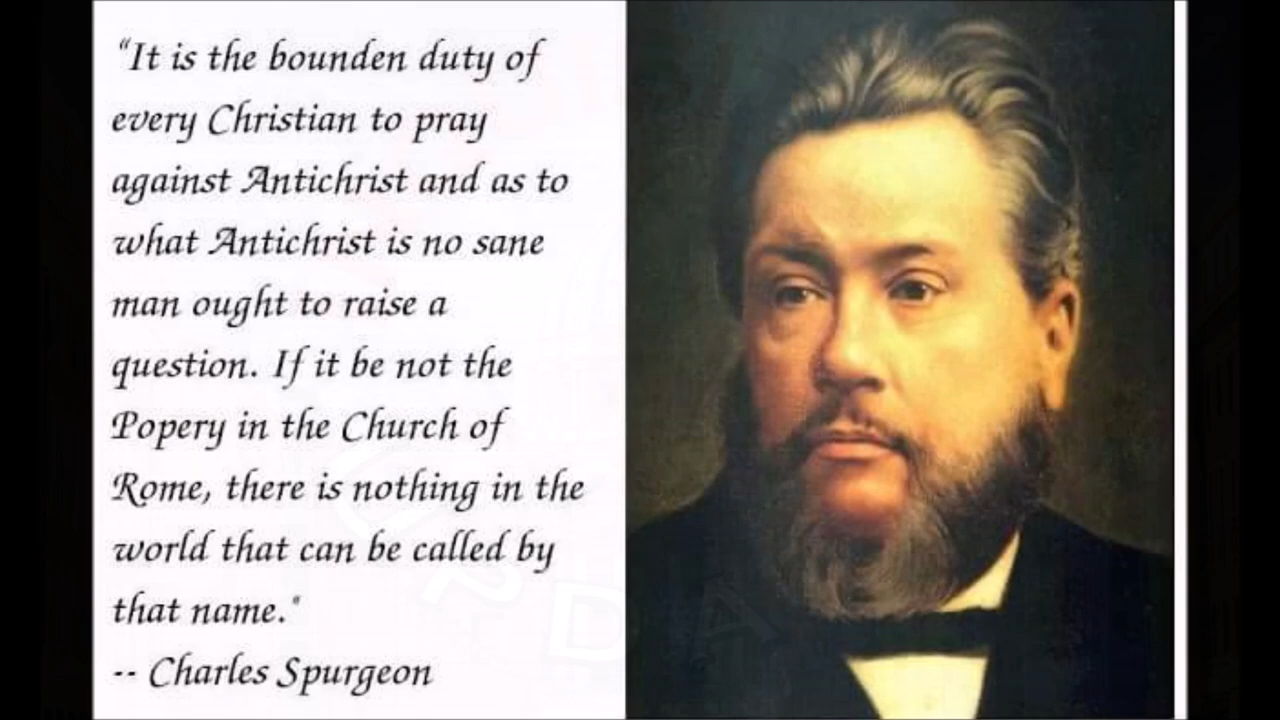 “It is the bounden duty of
every Christian to pray
against Antichrist and as to
what Antichrist is no sane
man ought to raise a
question. If it be not the
Popery in the Church of
Rome, there is nothing in the
world that can be called by
that name."
-- Charles Spurgeon